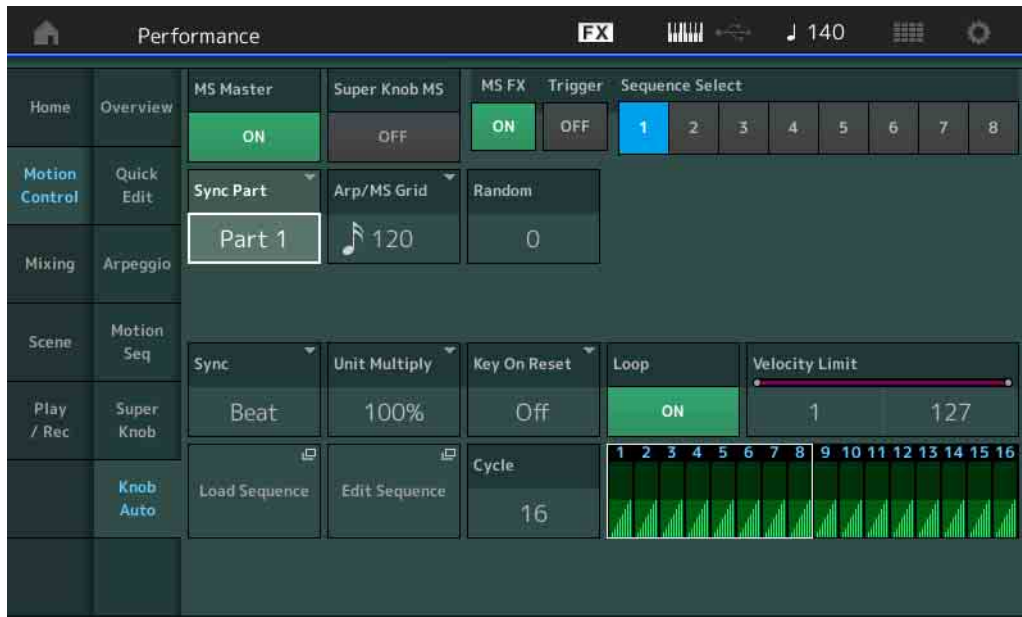 Performance
FX
♩ 140
Home
Overview
MS Master
ON
Super Knob MS
OFF
MS FX
ON
Trigger
OFF
Sequence Select
1 2 3 4 5 6 7 8
Motion
Control
Quick
Edit
Sync Part
Part 1
Arp/MS Grid
120
Random
0
Mixing
Arpeggio
Scene
Motion
Seq
Sync
Beat
Unit Multiply
100%
Key On Reset
Off
Loop
ON
Velocity Limit
1 127
Play
/ Rec
Super
Knob
Knob
Auto
Load Sequence
Edit Sequence
Cycle
16
1 2 3 4 5 6 7 8 9 10 11 12 13 14 15 16